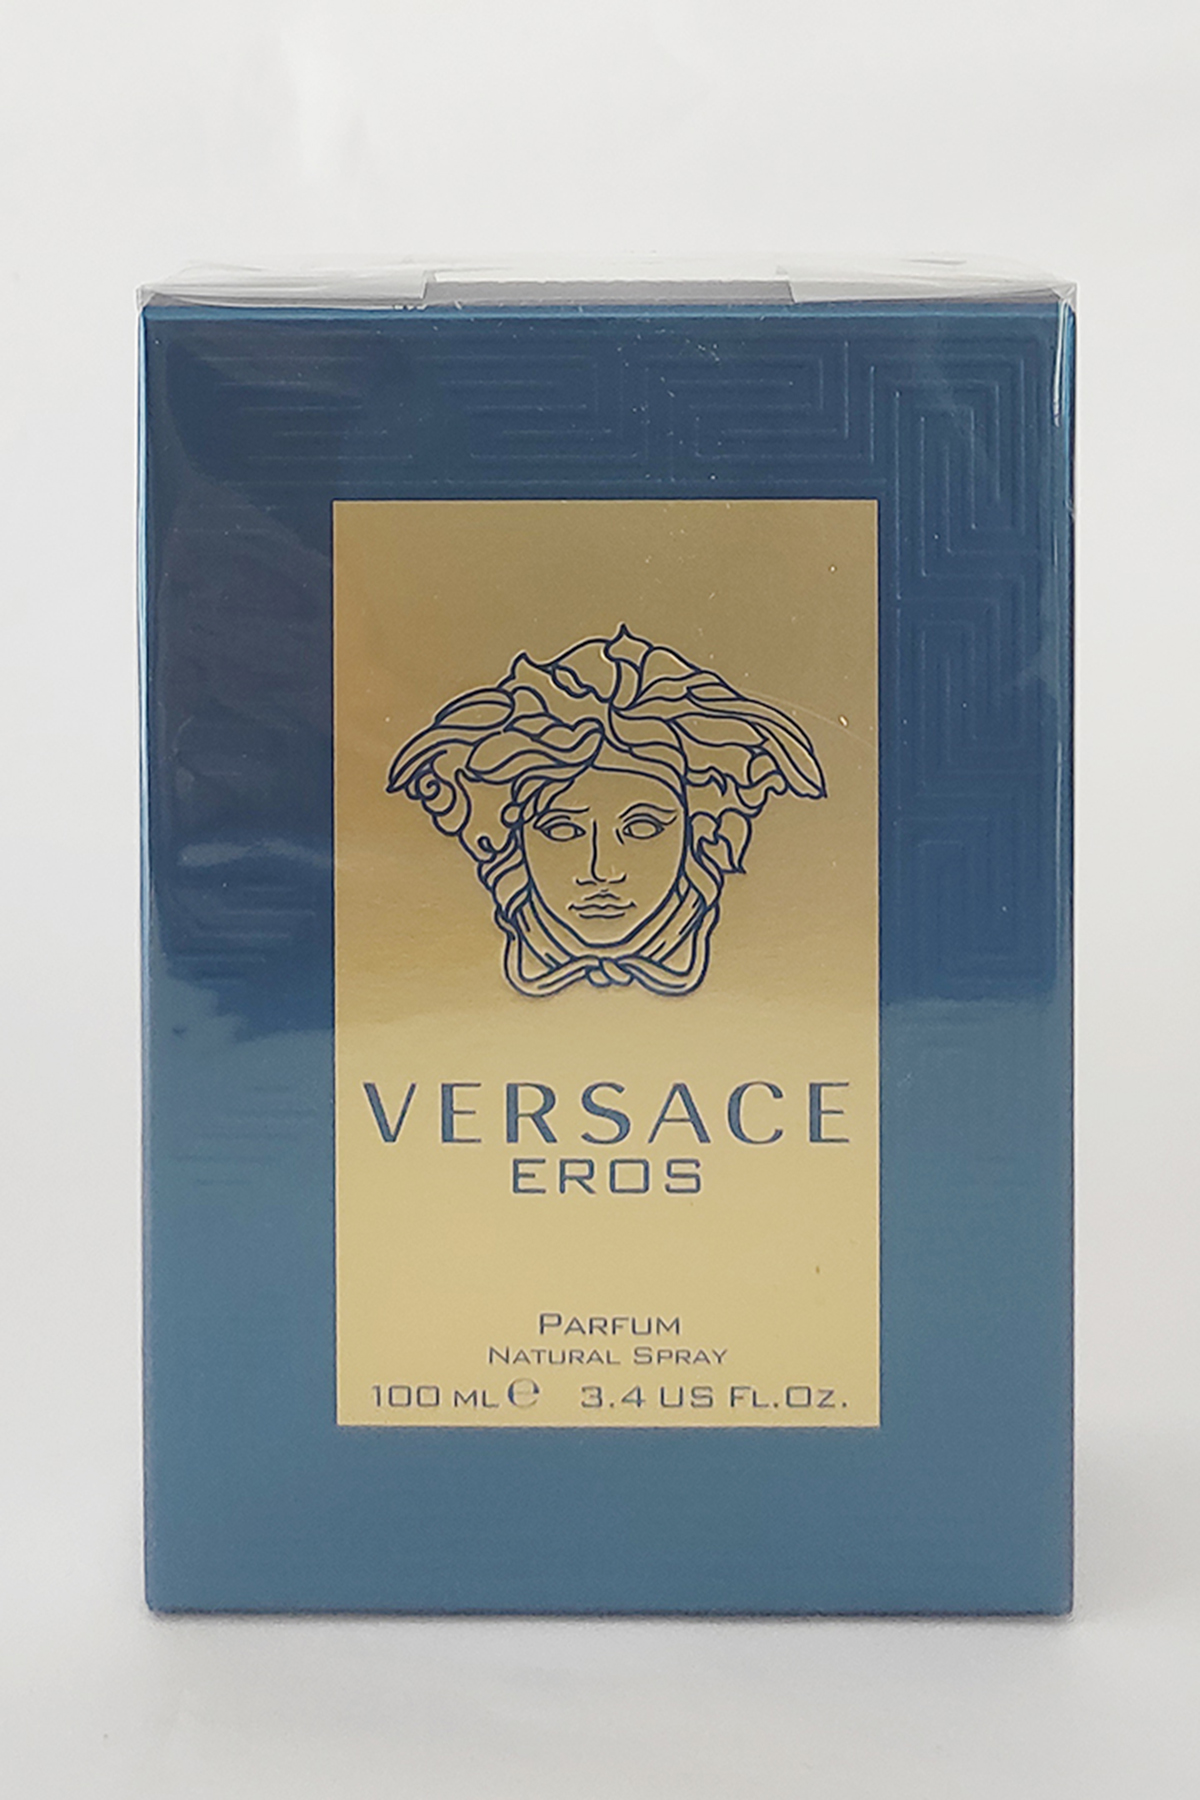 VERSACE
EROS
PARFUM
NATURAL SPRAY
100 ML ℮ 3.4 US FL.OZ.